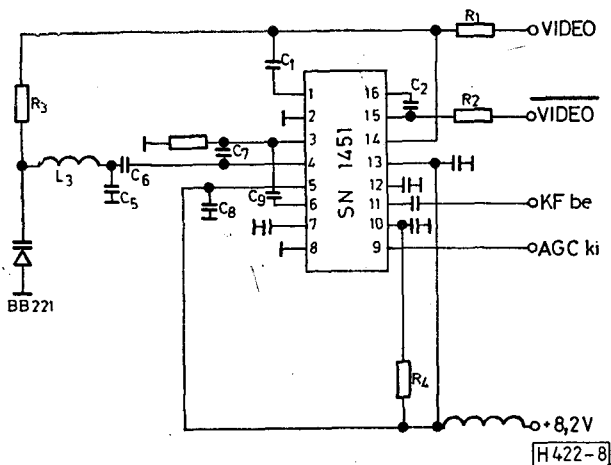 R₁
VIDEO
C₁
C₂
R₂
VIDEO
R₃
1
2
3
4
5
6
7
8
SN 1451
16
15
14
13
12
11
10
9
C₇
C₆
L₃
C₅
C₈
C₉
KF be
AGC ki
BB221
R₄
+8,2V
H422-8